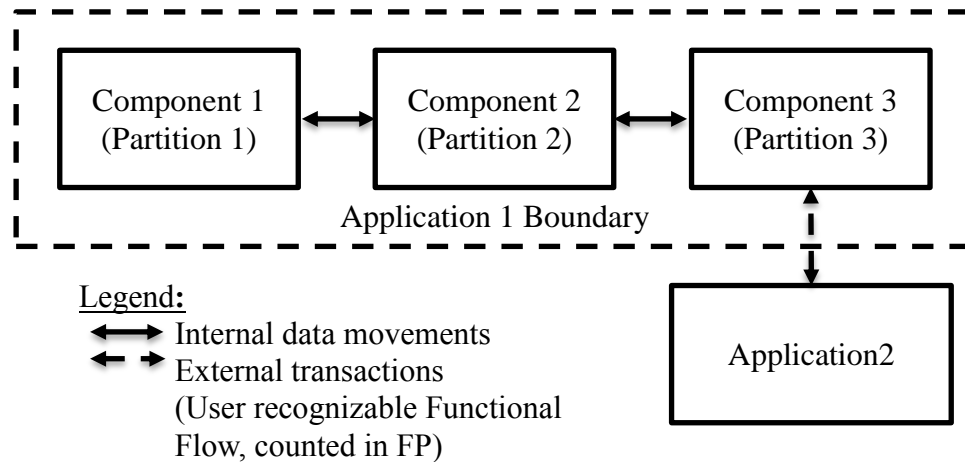 Component 1
(Partition 1)
Component 2
(Partition 2)
Component 3
(Partition 3)
Application 1 Boundary
Legend:
Internal data movements
External transactions
(User recognizable Functional
Flow, counted in FP)
Application2